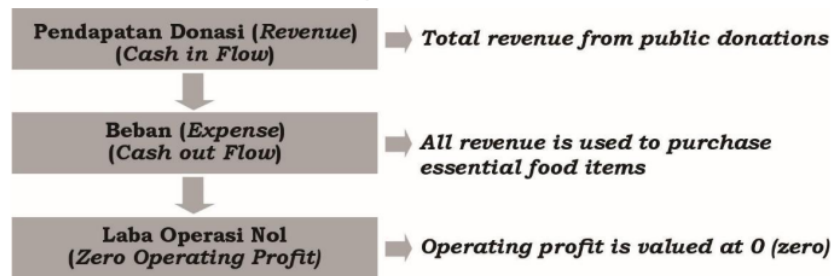 Pendapatan Donasi (Revenue)
(Cash in Flow)
Total revenue from public donations
Beban (Expense)
(Cash out Flow)
All revenue is used to purchase
essential food items
Laba Operasi Nol
(Zero Operating Profit)
Operating profit is valued at 0 (zero)